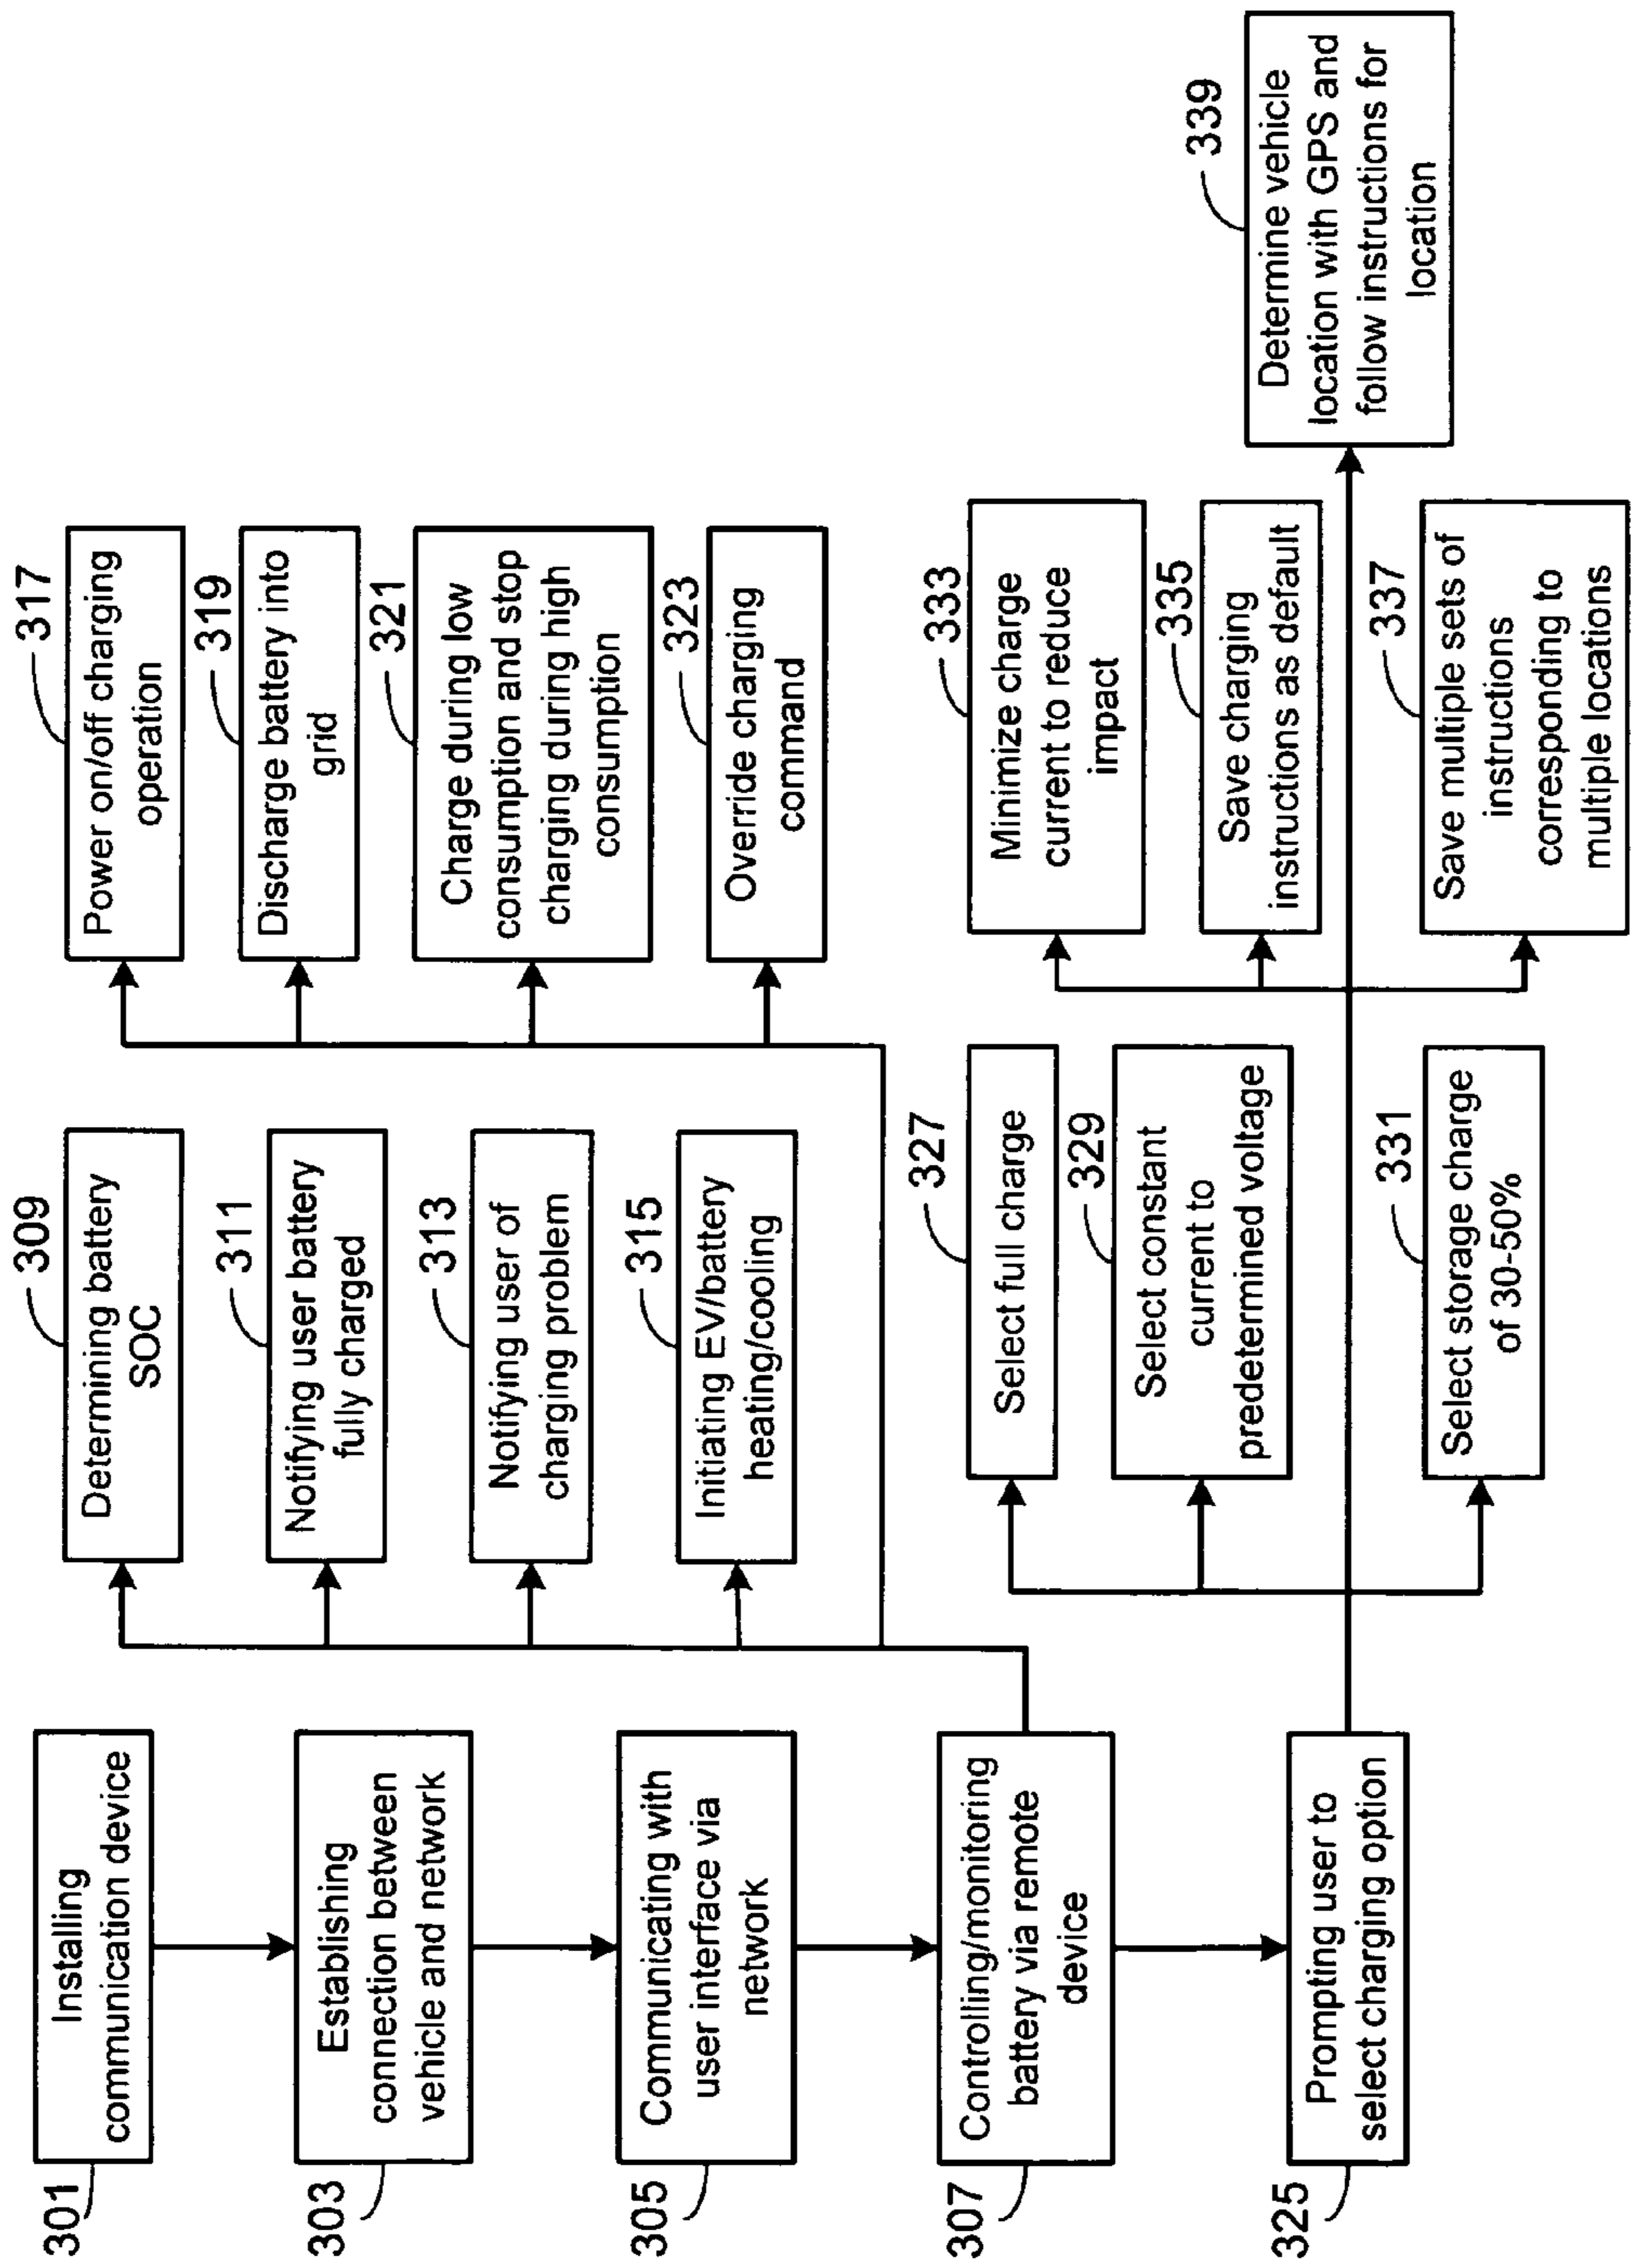 301
Installing
communication device
303
Establishing
connection between
vehicle and network
305
Communicating with
user interface via
network
307
Controlling/monitoring
battery via remote
device
325
Prompting user to
select charging option
309
Determining battery
SOC
311
Notifying user battery
fully charged
313
Notifying user of
charging problem
315
Initiating EV/battery
heating/cooling
317
Power on/off charging
operation
319
Discharge battery into
grid
321
Charge during low
consumption and stop
charging during high
consumption
323
Override charging
command
327
Select full charge
329
Select constant
current to
predetermined voltage
331
Select storage charge
of 30-50%
333
Minimize charge
current to reduce
impact
335
Save charging
instructions as default
337
Save multiple sets of
instructions
corresponding to
multiple locations
339
Determine vehicle
location with GPS and
follow instructions for
location